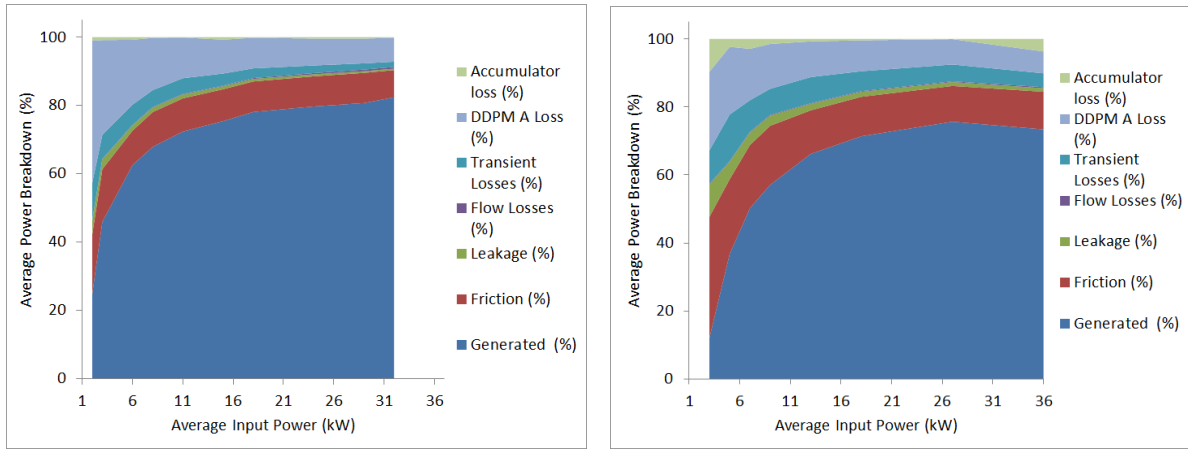 Average Power Breakdown (%)
100
80
60
40
20
0
1 6 11 16 21 26 31 36
Average Input Power (kW)
Accumulator
loss (%)
DDPM A Loss
(%)
Transient
Losses (%)
Flow Losses
(%)
Leakage (%)
Friction (%)
Generated (%)
Average Power Breakdown (%)
100
80
60
40
20
0
1 6 11 16 21 26 31 36
Average Input Power (kW)
Accumulator
loss (%)
DDPM A Loss
(%)
Transient
Losses (%)
Flow Losses
(%)
Leakage (%)
Friction (%)
Generated (%)